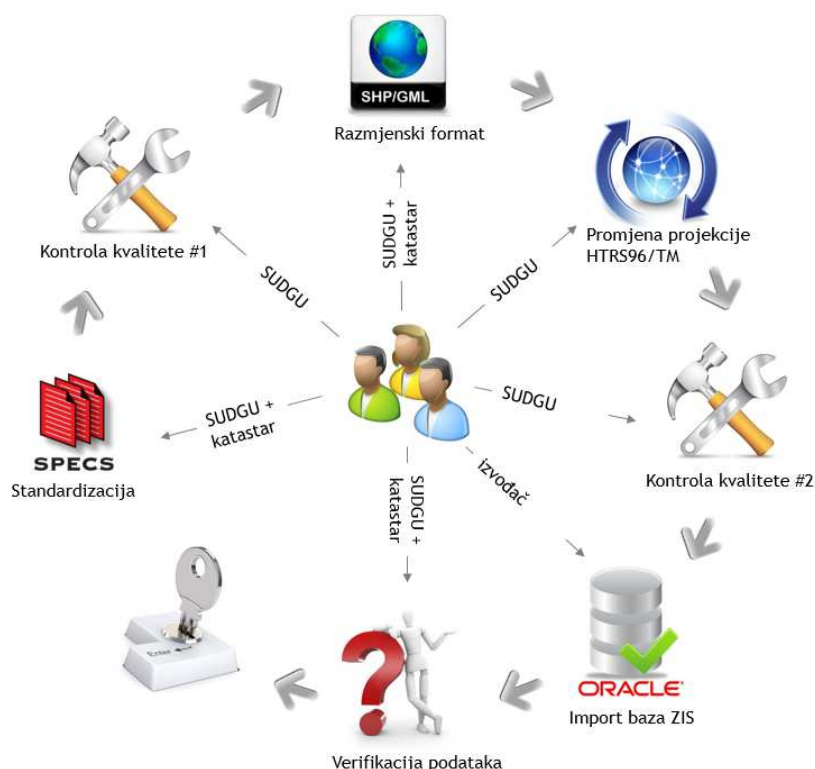 SHP/GML
Razmjenski format
Kontrola kvalitete #1
Promjena projekcije
HTRS96/TM
SUDGU
SUDGU +
katastar
SUDGU
SUDGU
SUDGU +
katastar
SPECS
Standardizacija
Kontrola kvalitete #2
izvođač
SUDGU +
katastar
Enter
ORACLE
Import baza ZIS
Verifikacija podataka